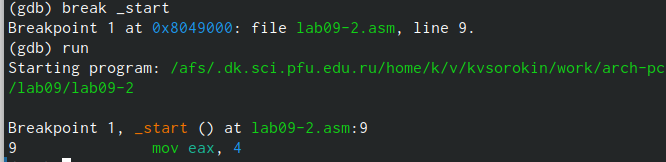 (gdb) break _start
Breakpoint 1 at 0x8049000: file lab09-2.asm, line 9.
(gdb) run
Starting program: /afs/.dk.sci.pfu.edu.ru/home/k/v/kvsorokin/work/arch-pc
/lab09/lab09-2
Breakpoint 1, _start () at lab09-2.asm:9
9               mov eax, 4